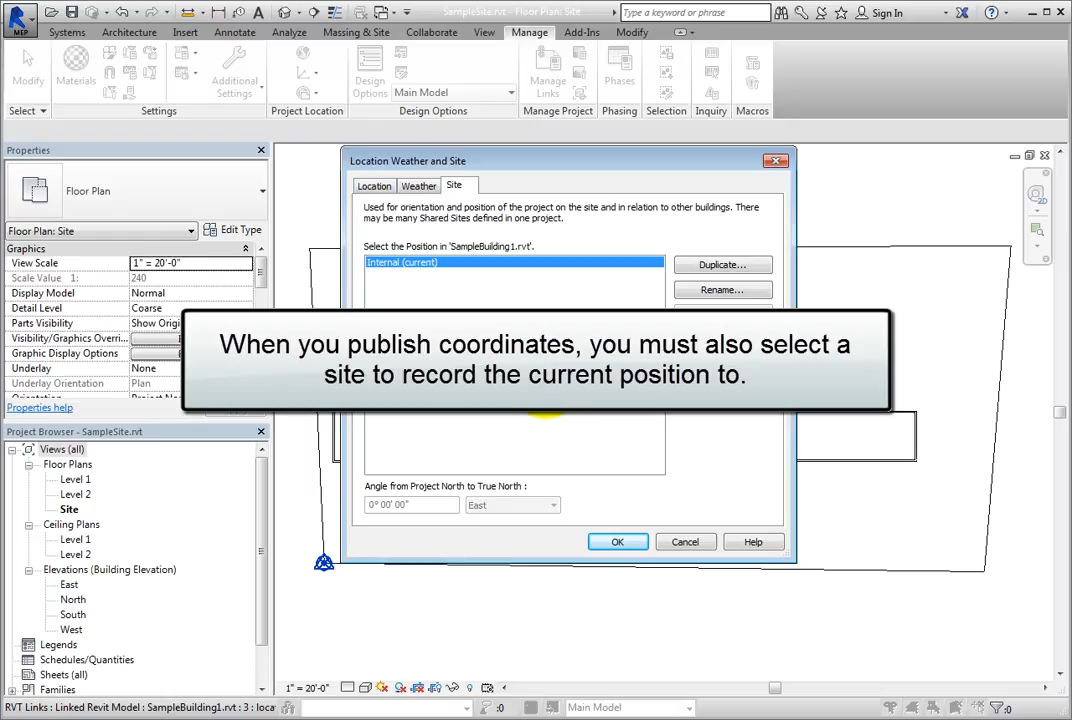 SampleSite.rvt - Floor Plan: Site
Type a keyword or phrase
Sign In
MEP
Systems Architecture Insert Annotate Analyze Massing & Site Collaborate View Manage Add-Ins Modify
Modify
Materials
Additional
Settings
Design
Options
Main Model
Manage
Links
Phases
Select
Settings
Project Location
Design Options
Manage Project
Phasing
Selection
Inquiry
Macros
Properties
Floor Plan
Floor Plan: Site
Edit Type
Graphics
View Scale 1" = 20'-0"
Scale Value 1: 240
Display Model Normal
Detail Level Coarse
Parts Visibility Show Origi
Visibility/Graphics Overri...
Graphic Display Options
Underlay None
Underlay Orientation Plan
Properties help
Project Browser - SampleSite.rvt
Views (all)
Floor Plans
Level 1
Level 2
Site
Ceiling Plans
Level 1
Level 2
Elevations (Building Elevation)
East
North
South
West
Legends
Schedules/Quantities
Sheets (all)
Families
Location Weather and Site
Location Weather Site
Used for orientation and position of the project on the site and in relation to other buildings. There
may be many Shared Sites defined in one project.
Select the Position in 'SampleBuilding1.rvt'.
Internal (current)
Duplicate...
Rename...
When you publish coordinates, you must also select a
site to record the current position to.
Angle from Project North to True North :
0° 00' 00"
East
OK
Cancel
Help
2D
1" = 20'-0"
RVT Links : Linked Revit Model : SampleBuilding1.rvt : 3 : loca
:0
Main Model
:0